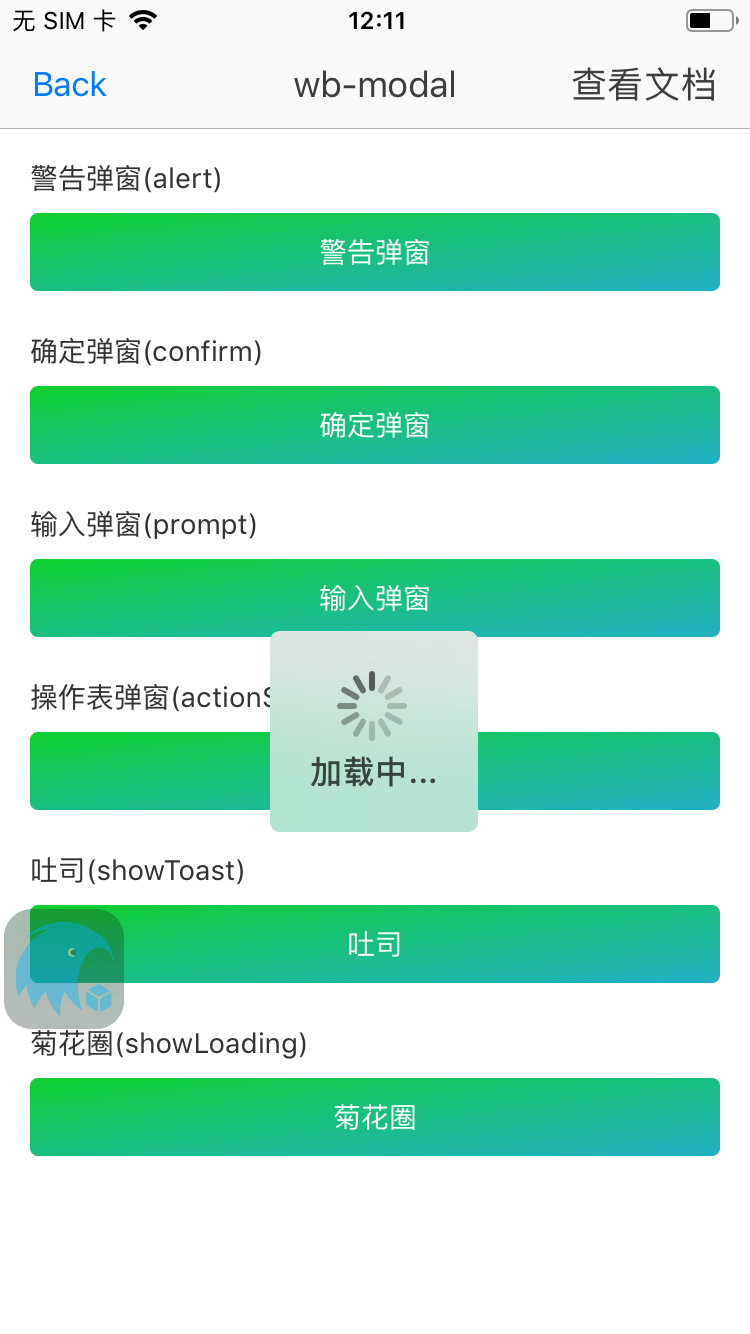 无 SIM 卡
12:11
Back
wb-modal
查看文档
警告弹窗(alert)
警告弹窗
确定弹窗(confirm)
确定弹窗
输入弹窗(prompt)
输入弹窗
操作表弹窗(action
加载中...
吐司(showToast)
吐司
菊花圈(showLoading)
菊花圈